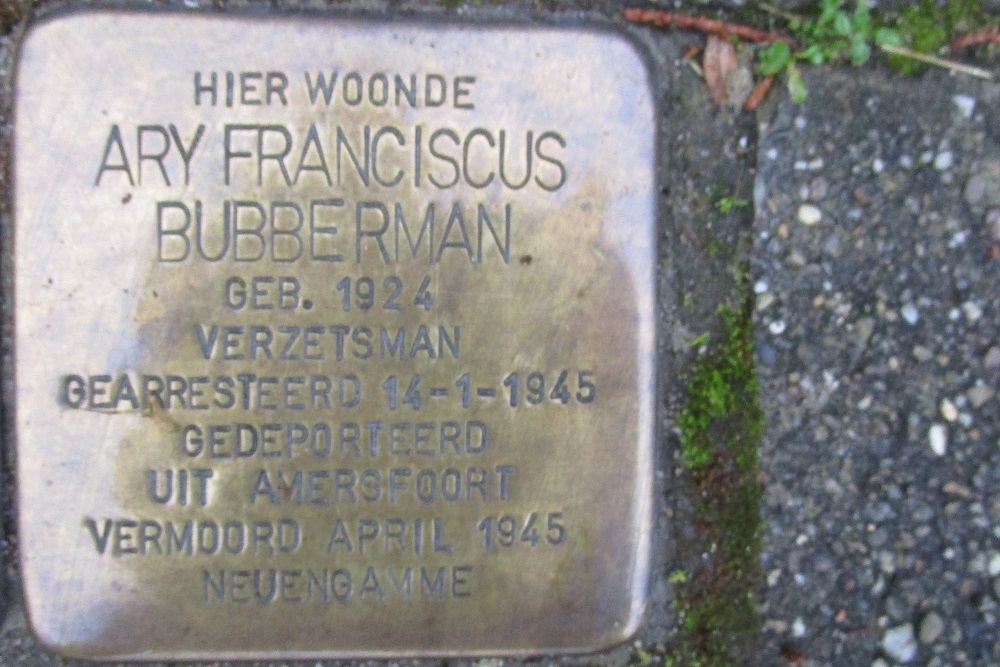 HIER WOONDE
ARY FRANCISCUS
BUBBERMAN
GEB. 1924
VERZETSMAN
GEARRESTEERD 14-1-1945
GEDEPORTEERD
UIT AMERSFOORT
VERMOORD APRIL 1945
NEUENGAMME